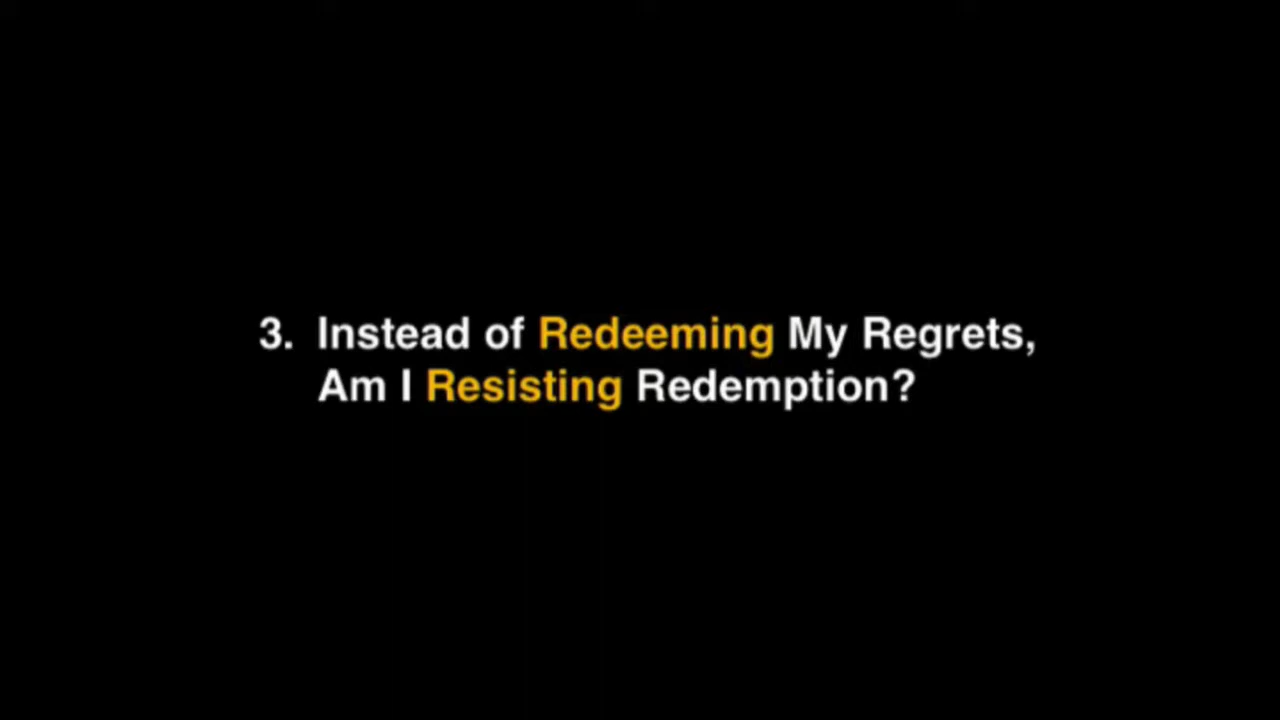 3. Instead of Redeeming My Regrets,
Am I Resisting Redemption?